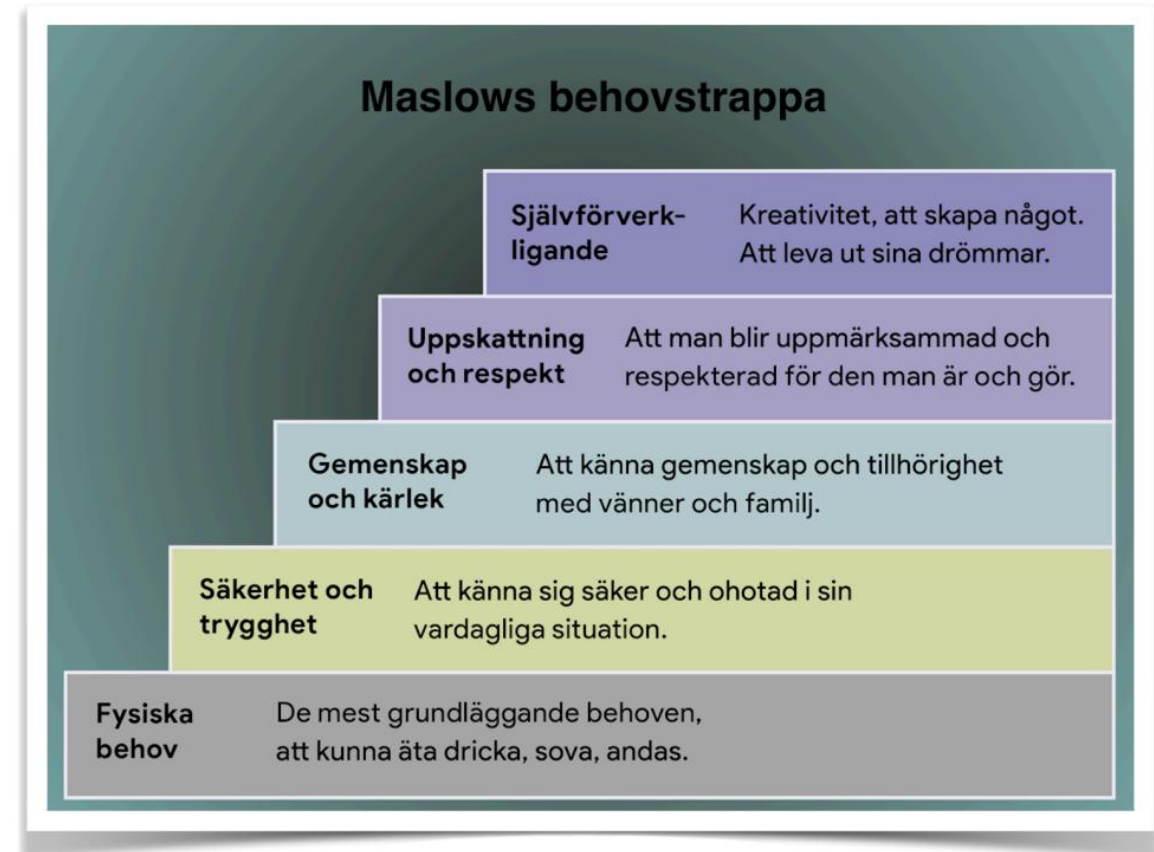 Maslows behovstrappa
Självförverk-
ligande
Kreativitet, att skapa något.
Att leva ut sina drömmar.
Uppskattning
och respekt
Att man blir uppmärksammad och
respekterad för den man är och gör.
Gemenskap
och kärlek
Att känna gemenskap och tillhörighet
med vänner och familj.
Säkerhet och
trygghet
Att känna sig säker och ohotad i sin
vardagliga situation.
Fysiska
behov
De mest grundläggande behoven,
att kunna äta dricka, sova, andas.